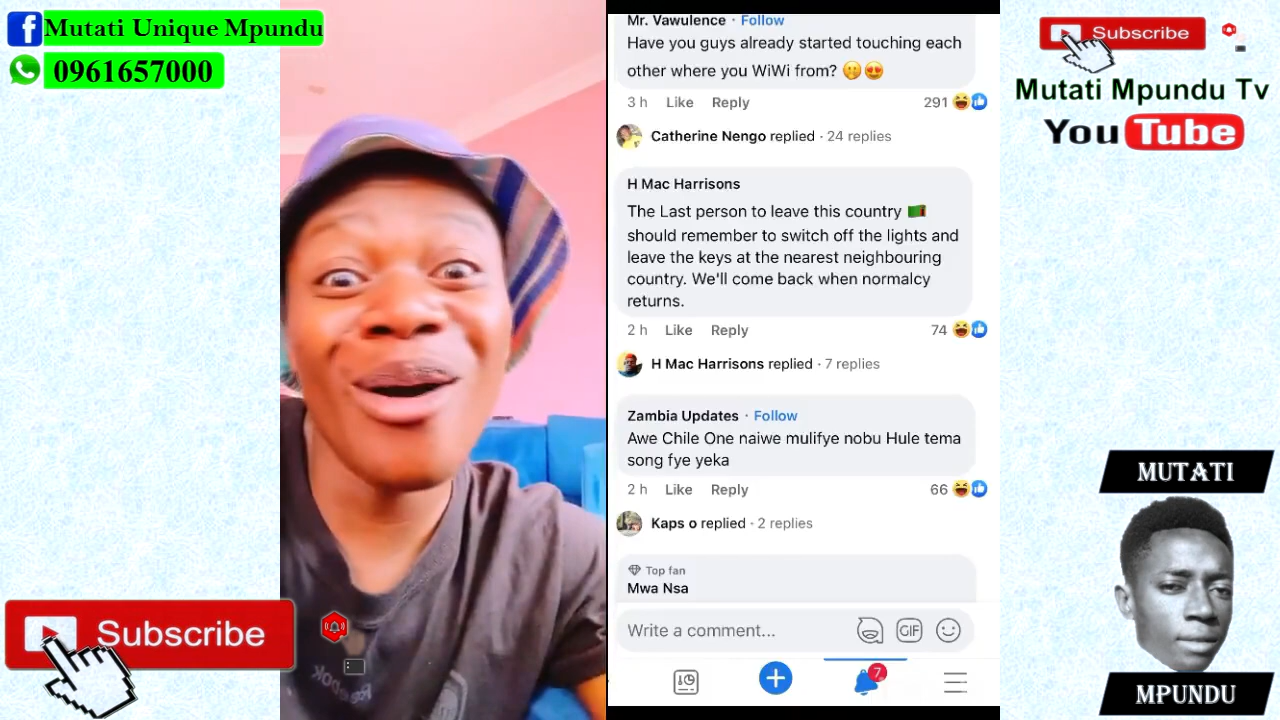 Mutati Unique Mpundu
0961657000
Subscribe
Mr. Vawulence · Follow
Have you guys already started touching each
other where you WiWi from? 🤭😍
3 h Like Reply 291
Catherine Nengo replied · 24 replies
H Mac Harrisons
The Last person to leave this country 🇿🇲
should remember to switch off the lights and
leave the keys at the nearest neighbouring
country. We'll come back when normalcy
returns.
2 h Like Reply 74
H Mac Harrisons replied · 7 replies
Zambia Updates · Follow
Awe Chile One naiwe mulifye nobu Hule tema
song fye yeka
2 h Like Reply 66
Kaps o replied · 2 replies
Top fan
Mwa Nsa
Write a comment...
GIF
7
Subscribe
Mutati Mpundu Tv
YouTube
MUTATI
MPUNDU
Reebok